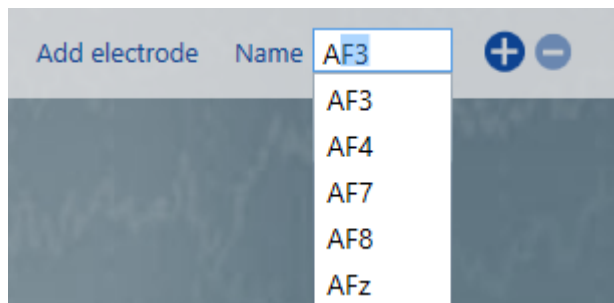 Add electrode Name AF3
AF3
AF4
AF7
AF8
AFz